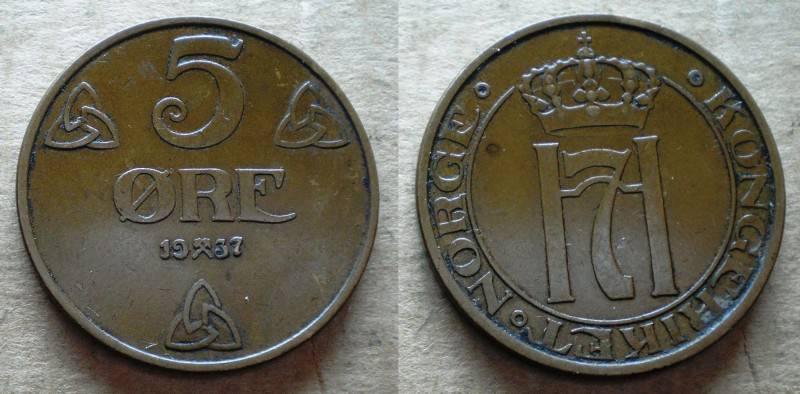 5
ØRE
1937
KONGERIKET NORGE
H7